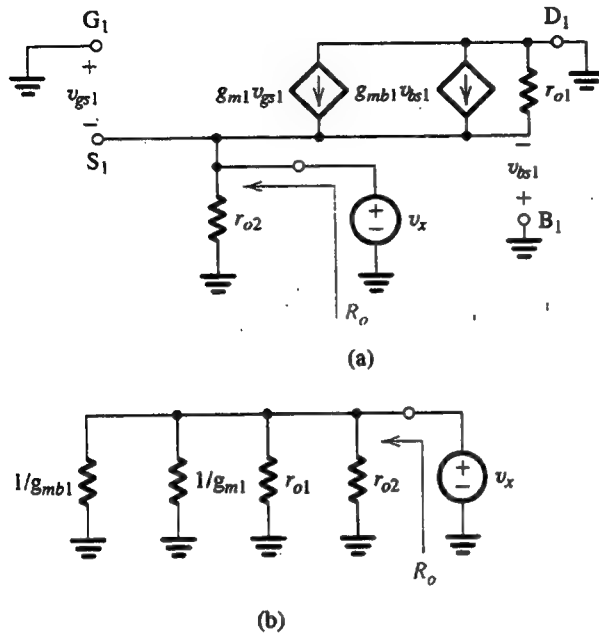 G1
D1
+
vgs1
−
gm1vgs1
gmb1vbs1
ro1
S1
−
vbs1
+
B1
ro2
+
−
vx
Ro
(a)
1/gmb1
1/gm1
ro1
ro2
+
−
vx
Ro
(b)